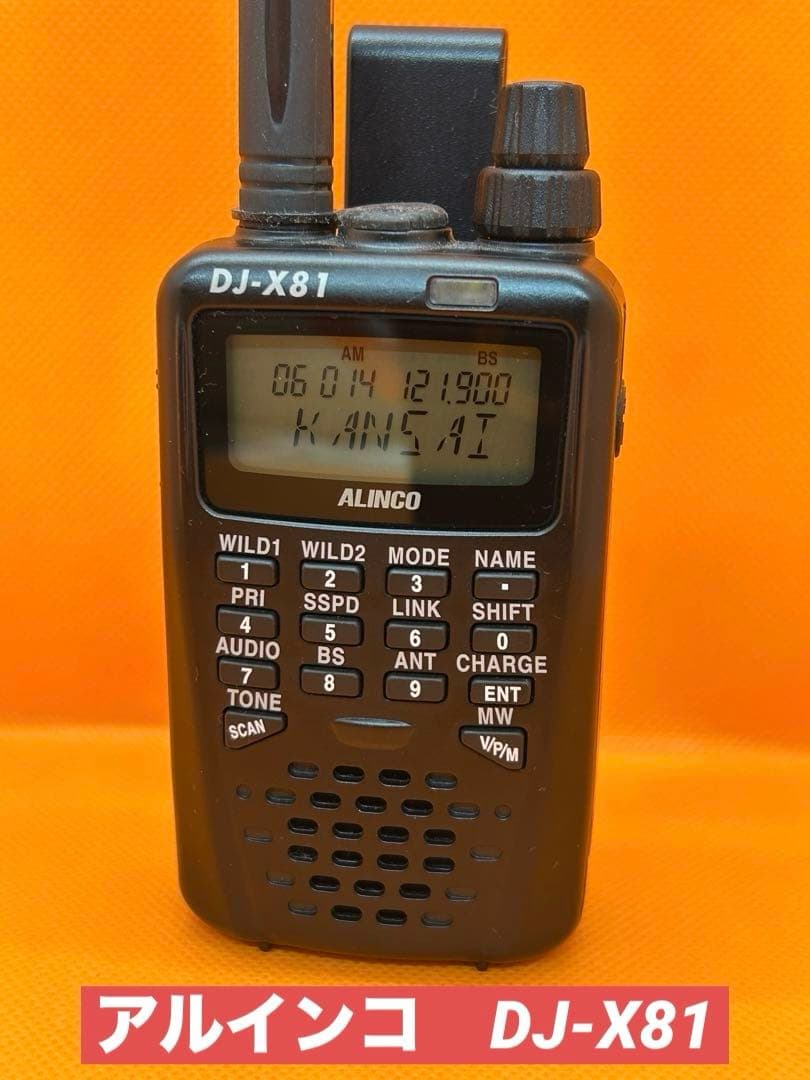 DJ-X81
AM BS
06 014 121.900
KANSAI
ALINCO
WILD1 WILD2 MODE NAME
1 2 3 .
PRI SSPD LINK SHIFT
4 5 6 0
AUDIO BS ANT CHARGE
7 8 9 ENT
TONE MW
SCAN V/P/M
アルインコ DJ-X81